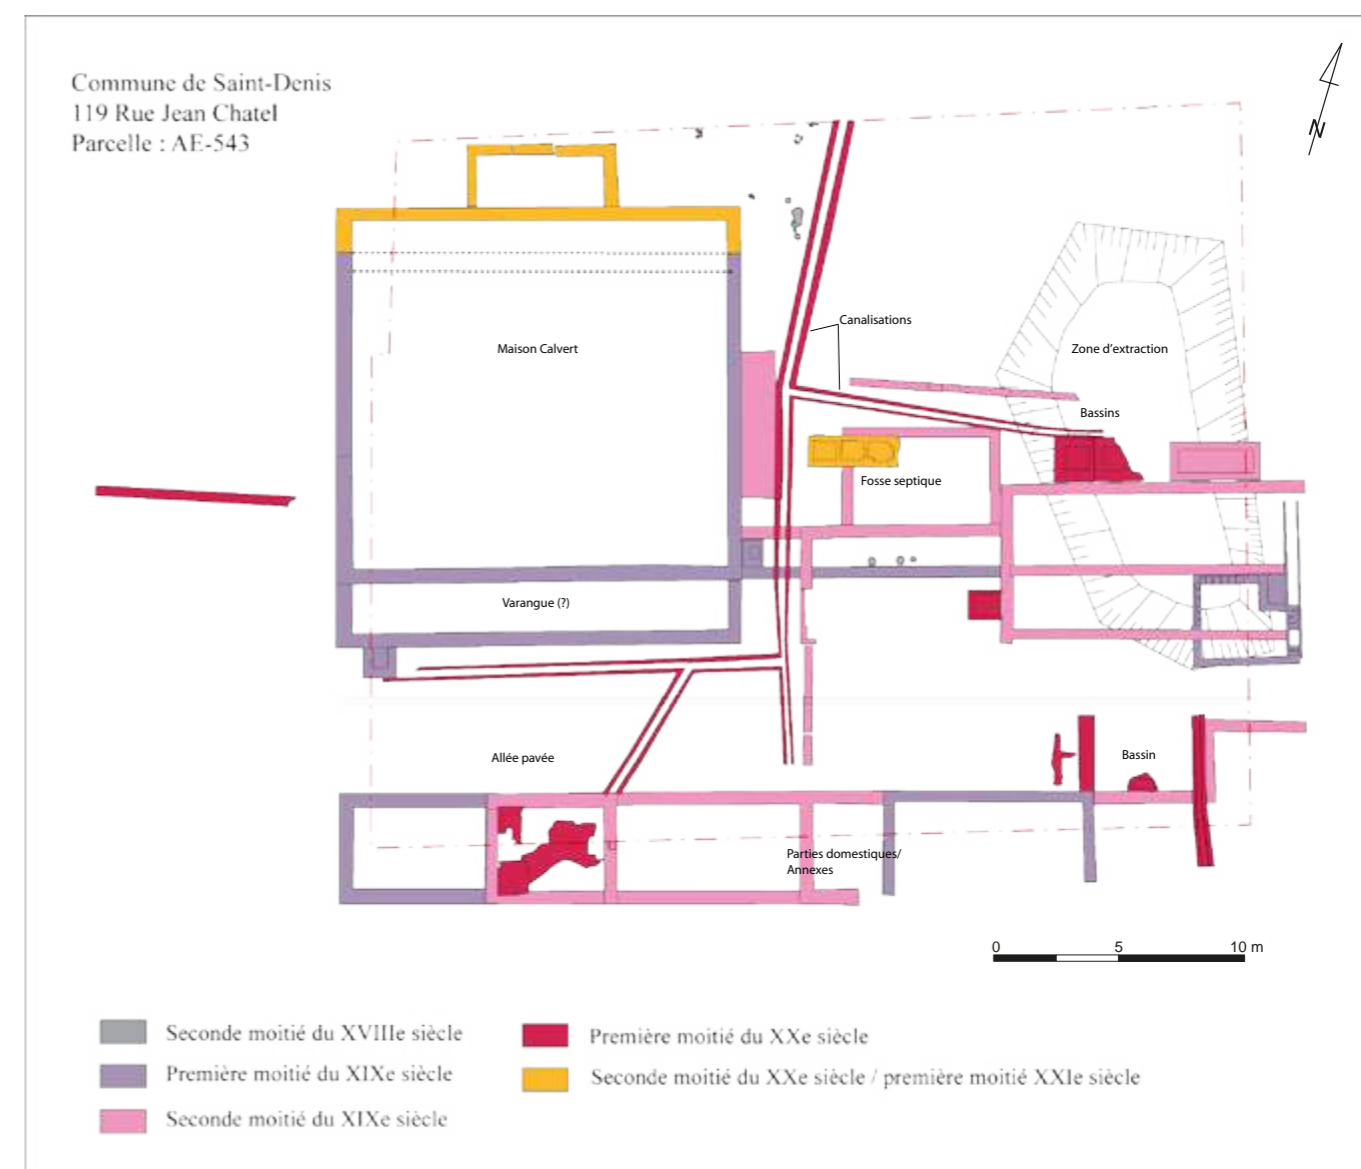 Commune de Saint-Denis
119 Rue Jean Chatel
Parcelle : AE-543
N
Canalisations
Maison Calvert
Zone d'extraction
Bassins
Fosse septique
Varangue (?)
Allée pavée
Bassin
Parties domestiques/
Annexes
0 5 10 m
Seconde moitié du XVIIIe siècle
Première moitié du XIXe siècle
Seconde moitié du XIXe siècle
Première moitié du XXe siècle
Seconde moitié du XXe siècle / première moitié XXIe siècle